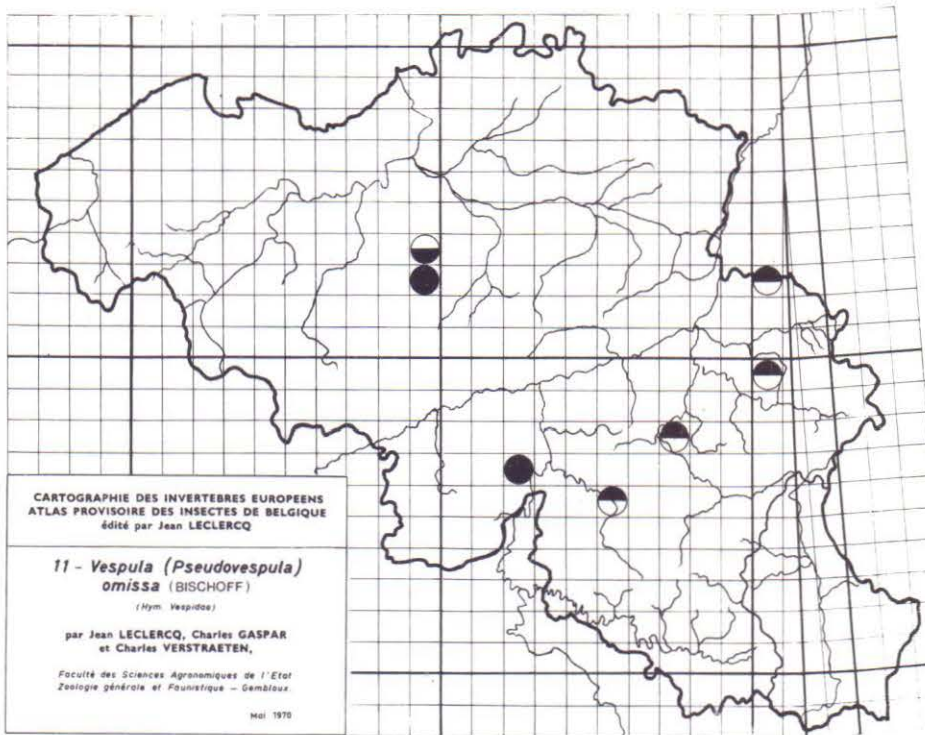 CARTOGRAPHIE DES INVERTEBRES EUROPEENS
ATLAS PROVISOIRE DES INSECTES DE BELGIQUE
édité par Jean LECLERCQ
11 - Vespula (Pseudovespula)
omissa (BISCHOFF)
(Hym. Vespidae)
par Jean LECLERCQ, Charles GASPAR
et Charles VERSTRAETEN,
Faculté des Sciences Agronomiques de l'Etat
Zoologie générale et Faunistique – Gembloux.
Mai 1970